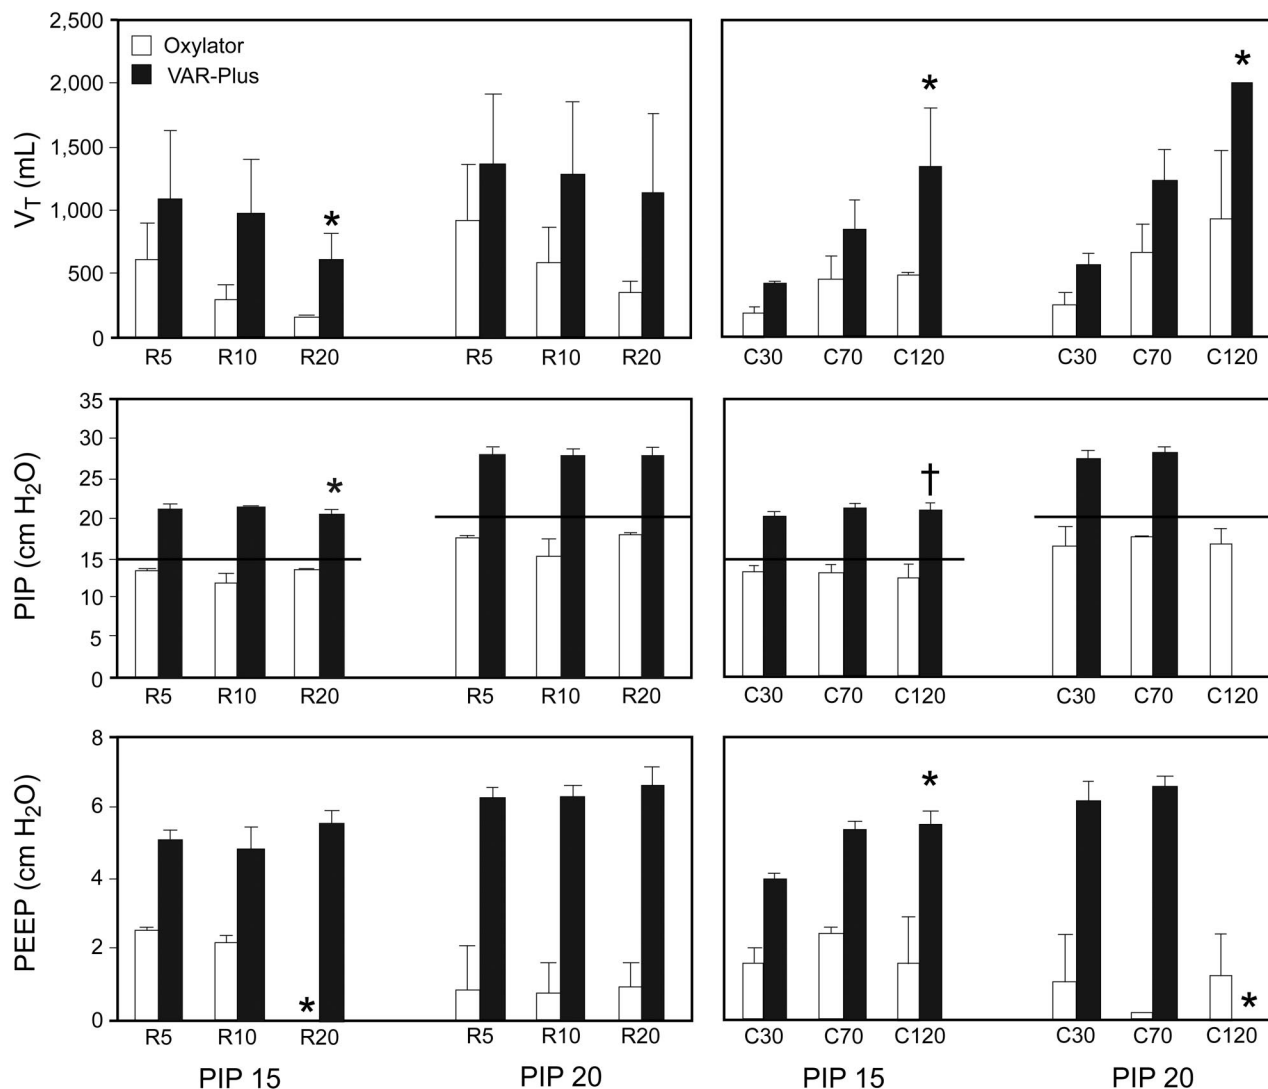 2,500
2,000
1,500
1,000
500
0
V_T (mL)
Oxylator
VAR-Plus
*
R5 R10 R20 R5 R10 R20
* *
C30 C70 C120 C30 C70 C120
35
30
25
20
15
10
5
0
PIP (cm H₂O)
*
R5 R10 R20 R5 R10 R20
†
C30 C70 C120 C30 C70 C120
8
6
4
2
0
PEEP (cm H₂O)
*
R5 R10 R20 R5 R10 R20
* *
C30 C70 C120 C30 C70 C120
PIP 15 PIP 20 PIP 15 PIP 20